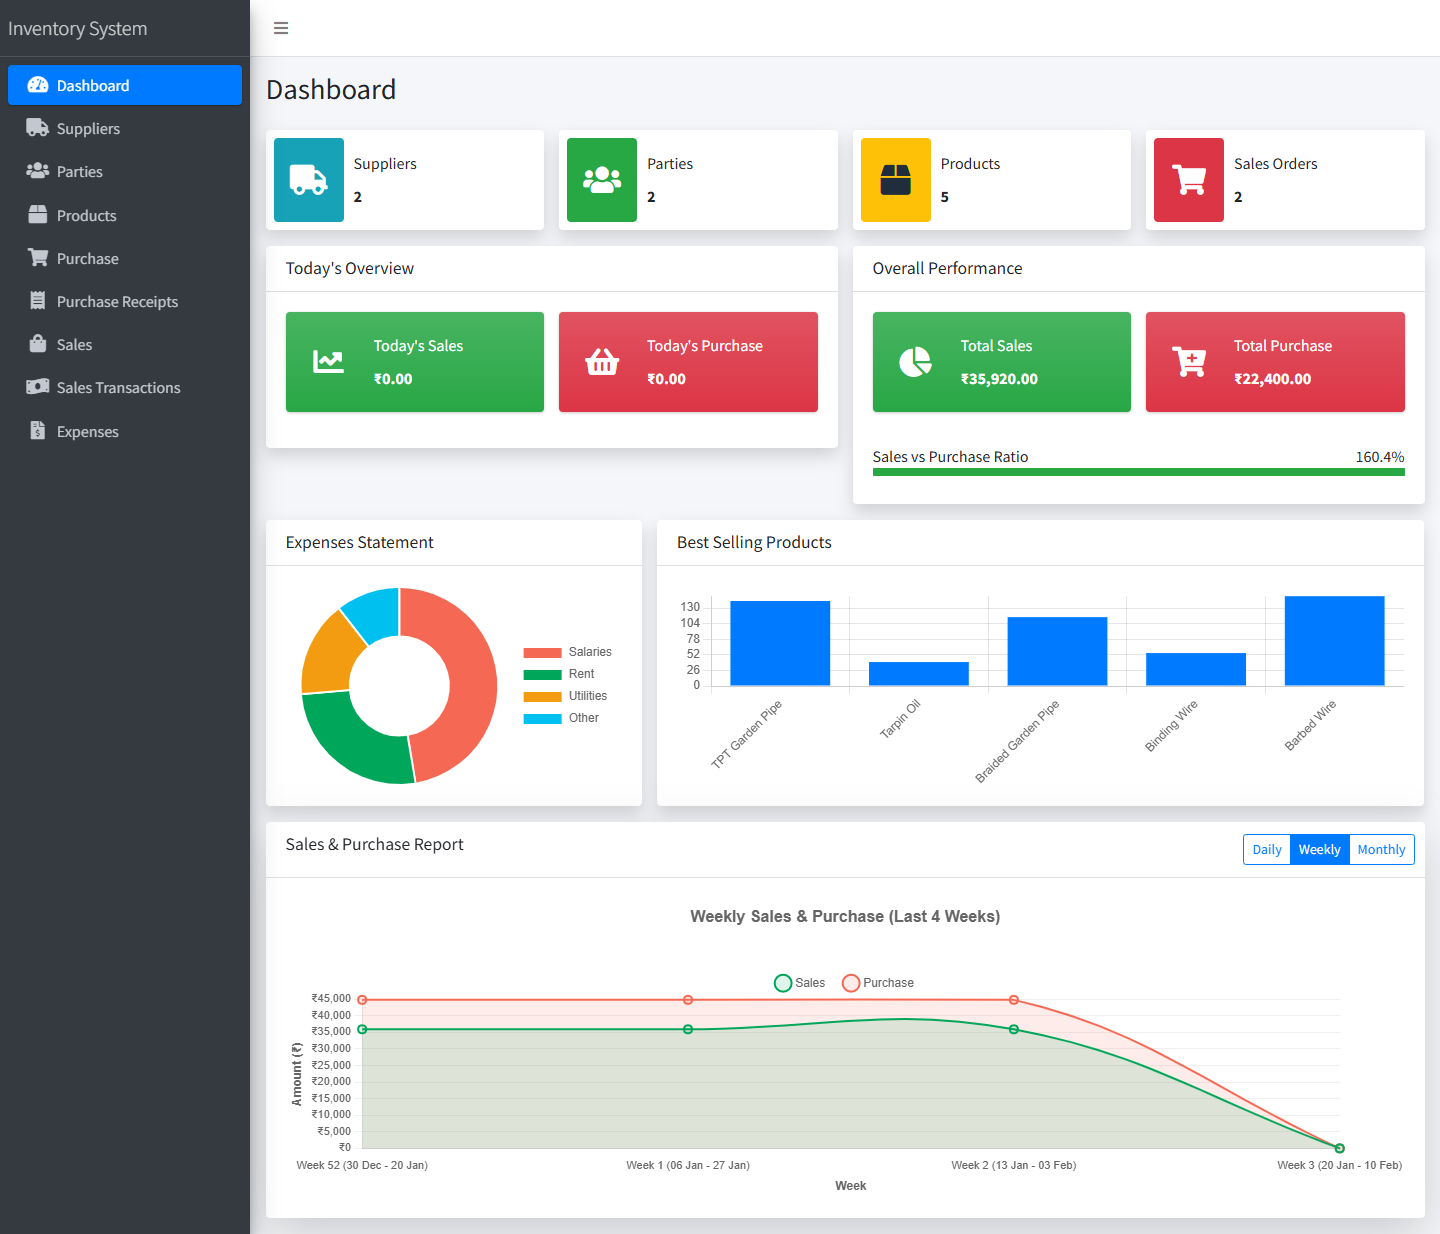 Inventory System
Dashboard
Suppliers
Parties
Products
Purchase
Purchase Receipts
Sales
Sales Transactions
Expenses
Dashboard
Suppliers
2
Parties
2
Products
5
Sales Orders
2
Today's Overview
Today's Sales
₹0.00
Today's Purchase
₹0.00
Overall Performance
Total Sales
₹35,920.00
Total Purchase
₹22,400.00
Sales vs Purchase Ratio 160.4%
Expenses Statement
Salaries
Rent
Utilities
Other
Best Selling Products
130
104
78
52
26
0
TPT Garden Pipe
Tarpin Oil
Braided Garden Pipe
Binding Wire
Barbed Wire
Sales & Purchase Report
Daily Weekly Monthly
Weekly Sales & Purchase (Last 4 Weeks)
Sales Purchase
₹45,000
₹40,000
₹35,000
₹30,000
₹25,000
₹20,000
₹15,000
₹10,000
₹5,000
₹0
Amount (₹)
Week 52 (30 Dec - 20 Jan) Week 1 (06 Jan - 27 Jan) Week 2 (13 Jan - 03 Feb) Week 3 (20 Jan - 10 Feb)
Week